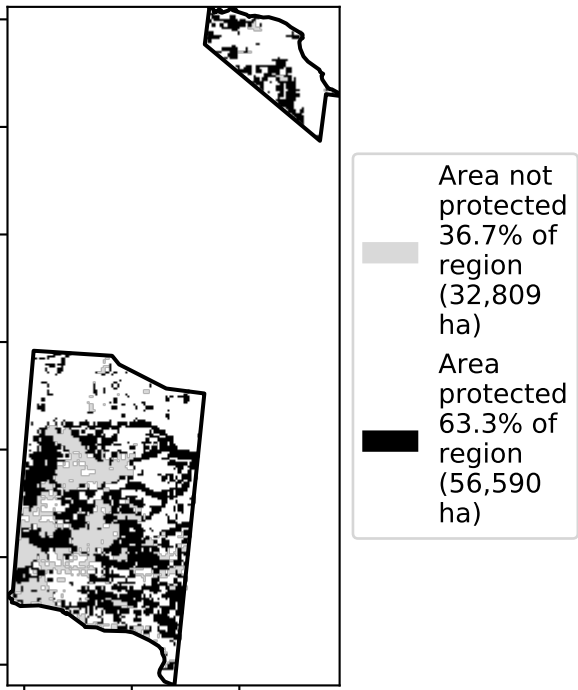 Area not
protected
36.7% of
region
(32,809
ha)
Area
protected
63.3% of
region
(56,590
ha)